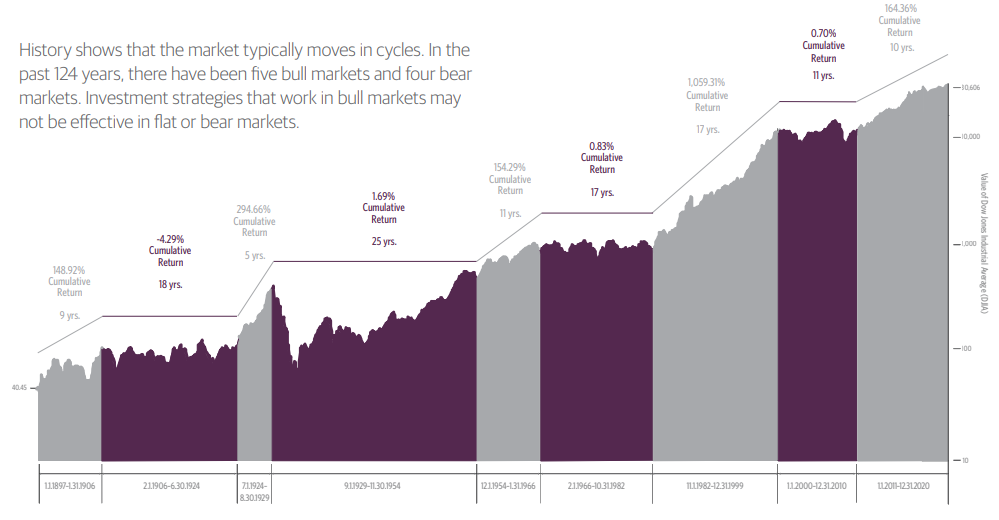 History shows that the market typically moves in cycles. In the
past 124 years, there have been five bull markets and four bear
markets. Investment strategies that work in bull markets may
not be effective in flat or bear markets.
148.92%
Cumulative
Return
9 yrs.
-4.29%
Cumulative
Return
18 yrs.
294.66%
Cumulative
Return
5 yrs.
1.69%
Cumulative
Return
25 yrs.
154.29%
Cumulative
Return
11 yrs.
0.83%
Cumulative
Return
17 yrs.
1,059.31%
Cumulative
Return
17 yrs.
0.70%
Cumulative
Return
11 yrs.
164.36%
Cumulative
Return
10 yrs.
40.45
10,000
1,000
100
10
Value of Dow Jones Industrial Average (DJIA)
1.1.1897-1.31.1906
2.1.1906-6.30.1924
7.1.1924-
8.30.1929
9.1.1929-11.30.1954
12.1.1954-1.31.1966
2.1.1966-10.31.1982
11.1.1982-12.31.1999
1.1.2000-12.31.2010
1.1.2011-12.31.2020